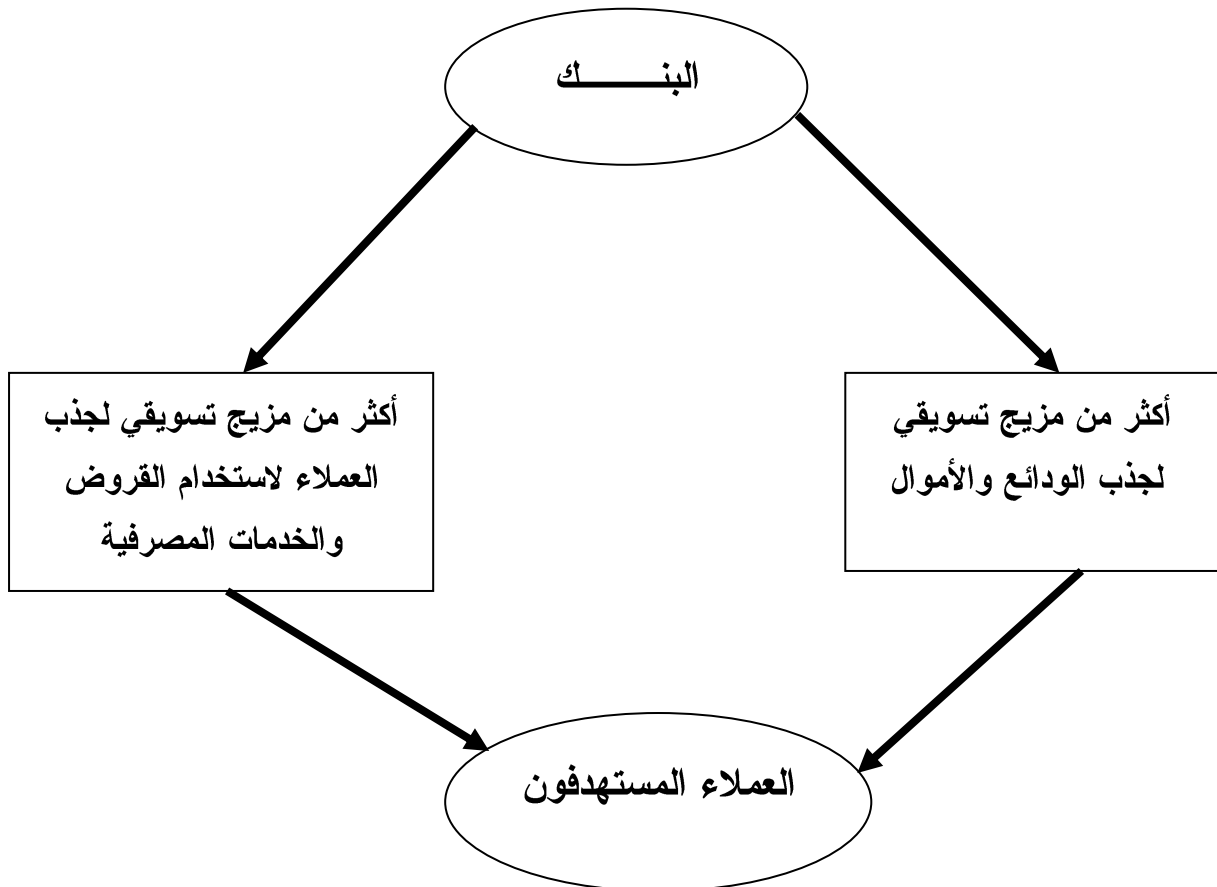 البنــــــــك
أكثر من مزيج تسويقي
لجذب الودائع والأموال
أكثر من مزيج تسويقي لجذب
العملاء لاستخدام القروض
والخدمات المصرفية
العملاء المستهدفون